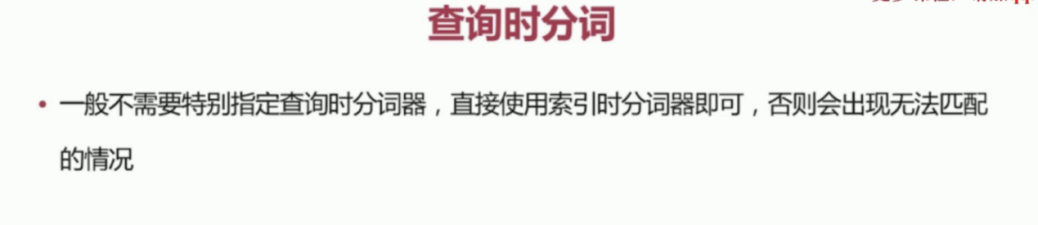 查询时分词
• 一般不需要特别指定查询时分词器，直接使用索引时分词器即可，否则会出现无法匹配
的情况